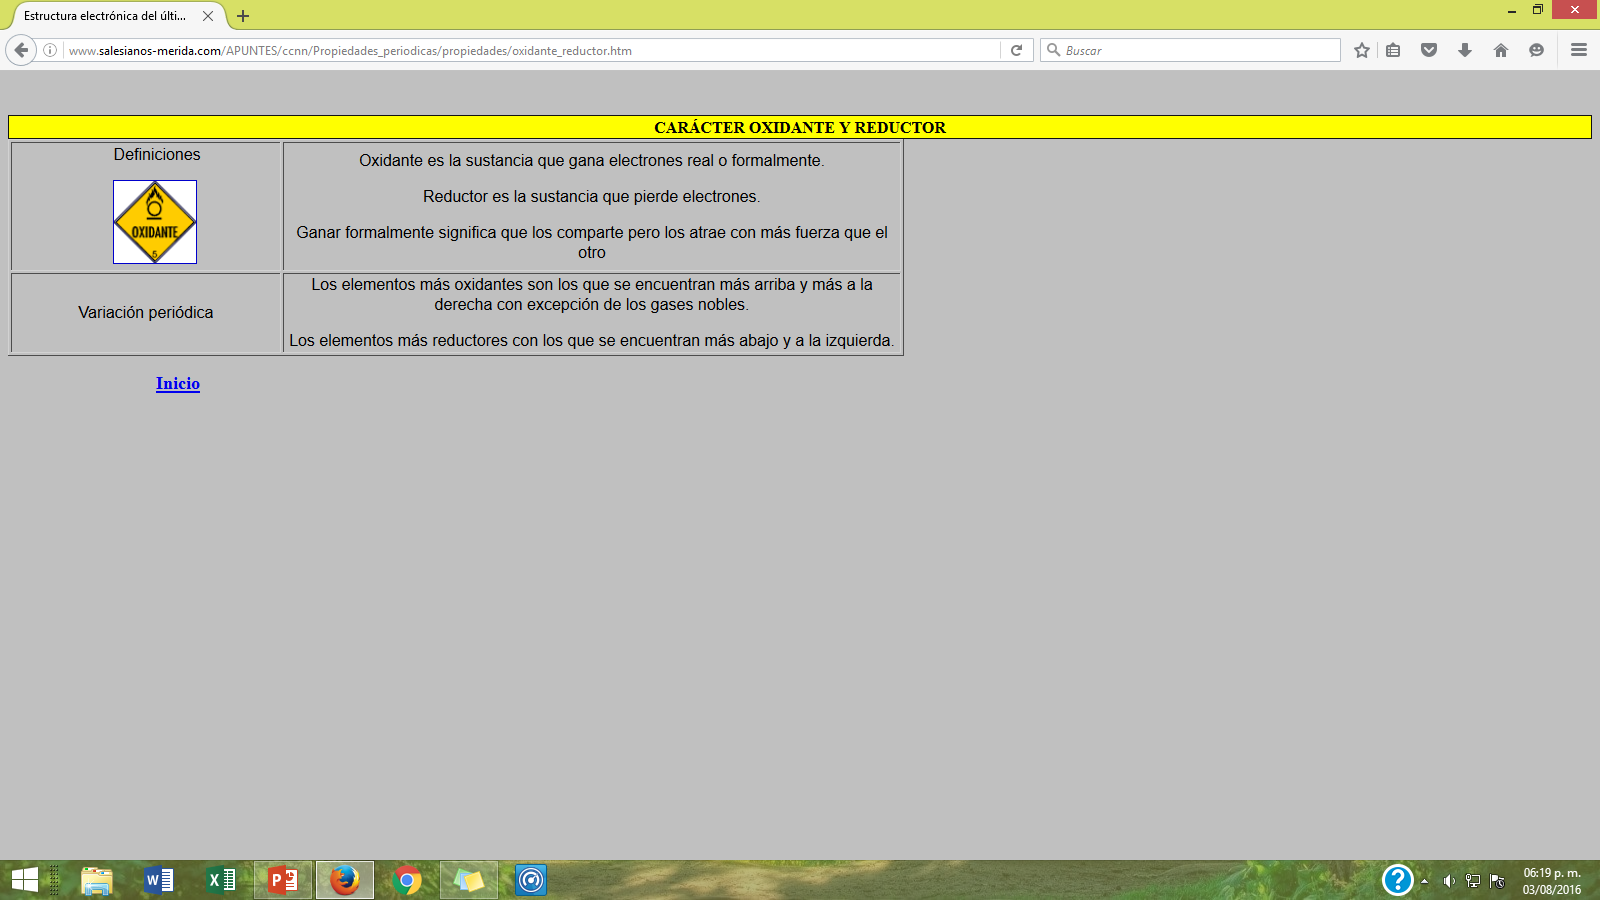 Estructura electrónica del últi...
www.salesianos-merida.com/APUNTES/ccnn/Propiedades_periodicas/propiedades/oxidante_reductor.htm
Buscar
CARÁCTER OXIDANTE Y REDUCTOR
Definiciones
OXIDANTE
5
Oxidante es la sustancia que gana electrones real o formalmente.
Reductor es la sustancia que pierde electrones.
Ganar formalmente significa que los comparte pero los atrae con más fuerza que el
otro
Variación periódica
Los elementos más oxidantes son los que se encuentran más arriba y más a la
derecha con excepción de los gases nobles.
Los elementos más reductores con los que se encuentran más abajo y a la izquierda.
Inicio
06:19 p. m.
03/08/2016